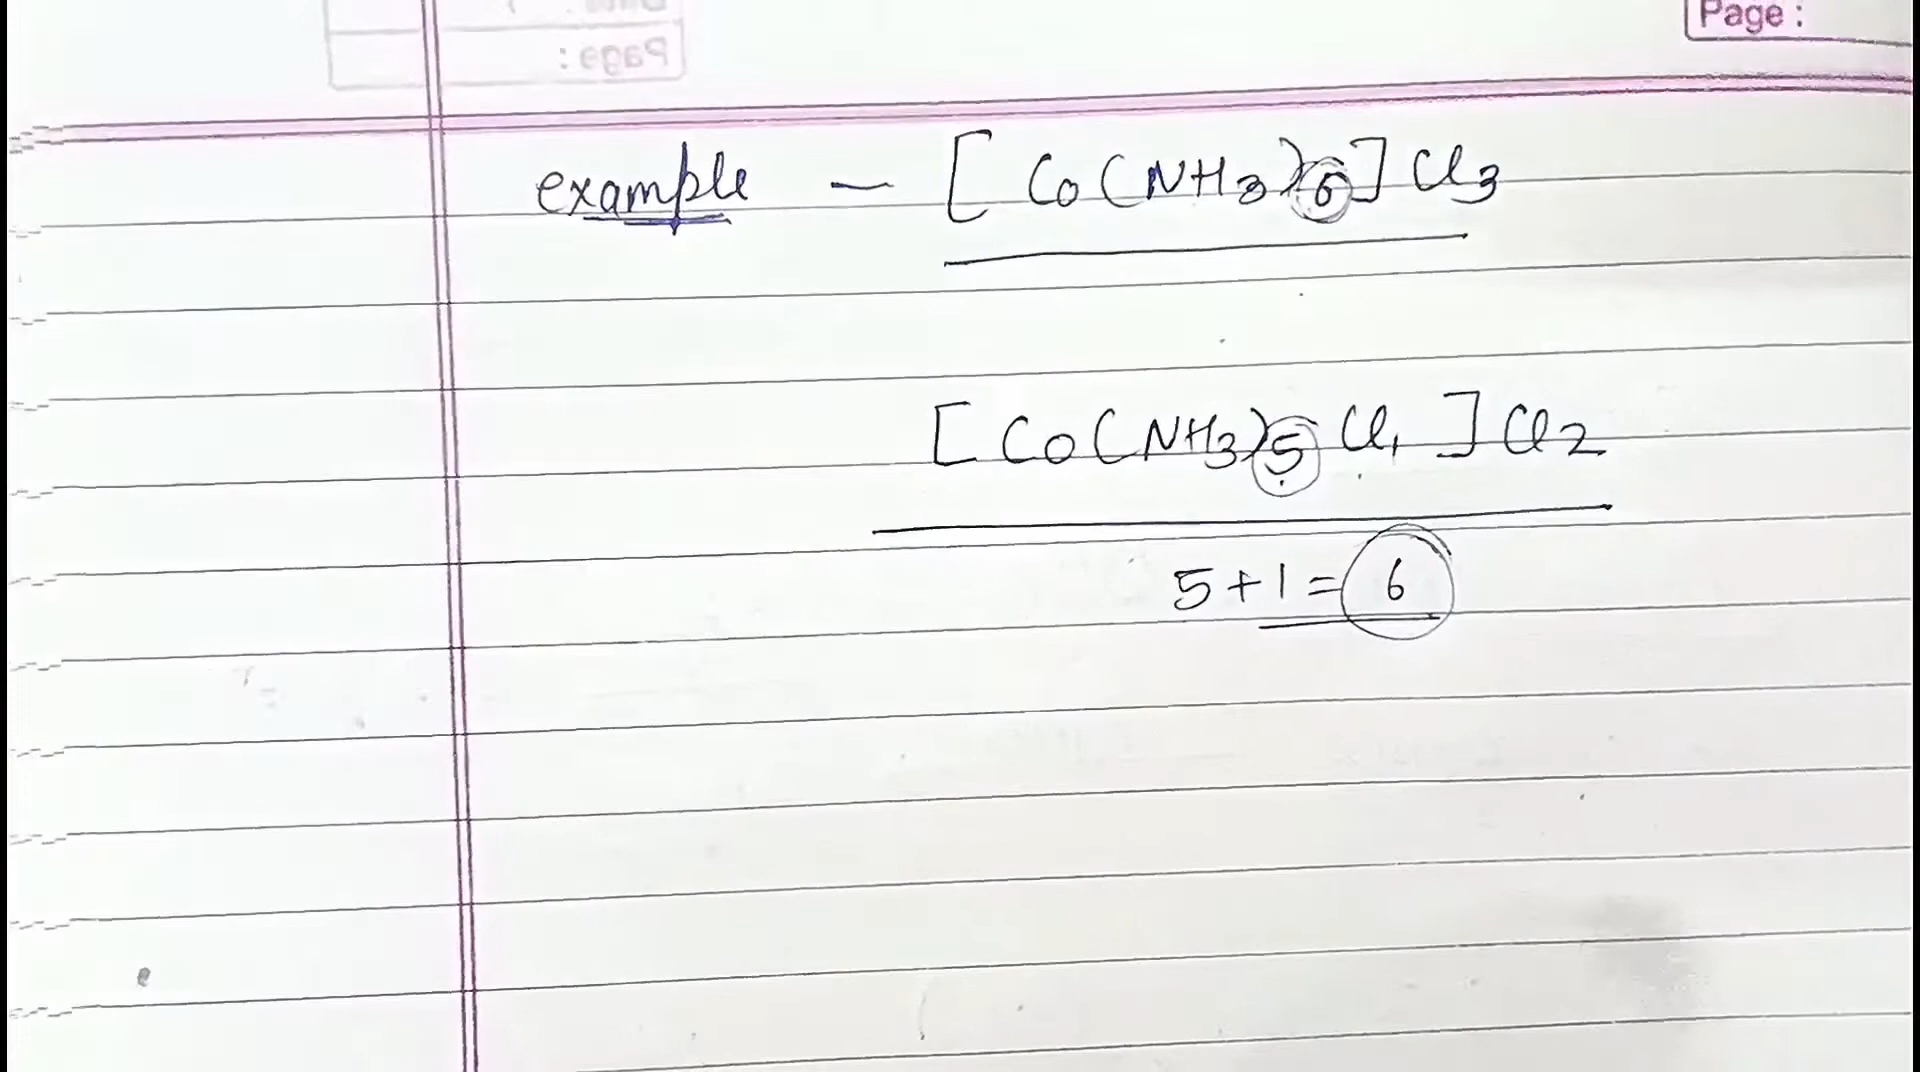 Page :
example — [Co(NH3)6]Cl3
[Co(NH3)5Cl1]Cl2
5+1=6